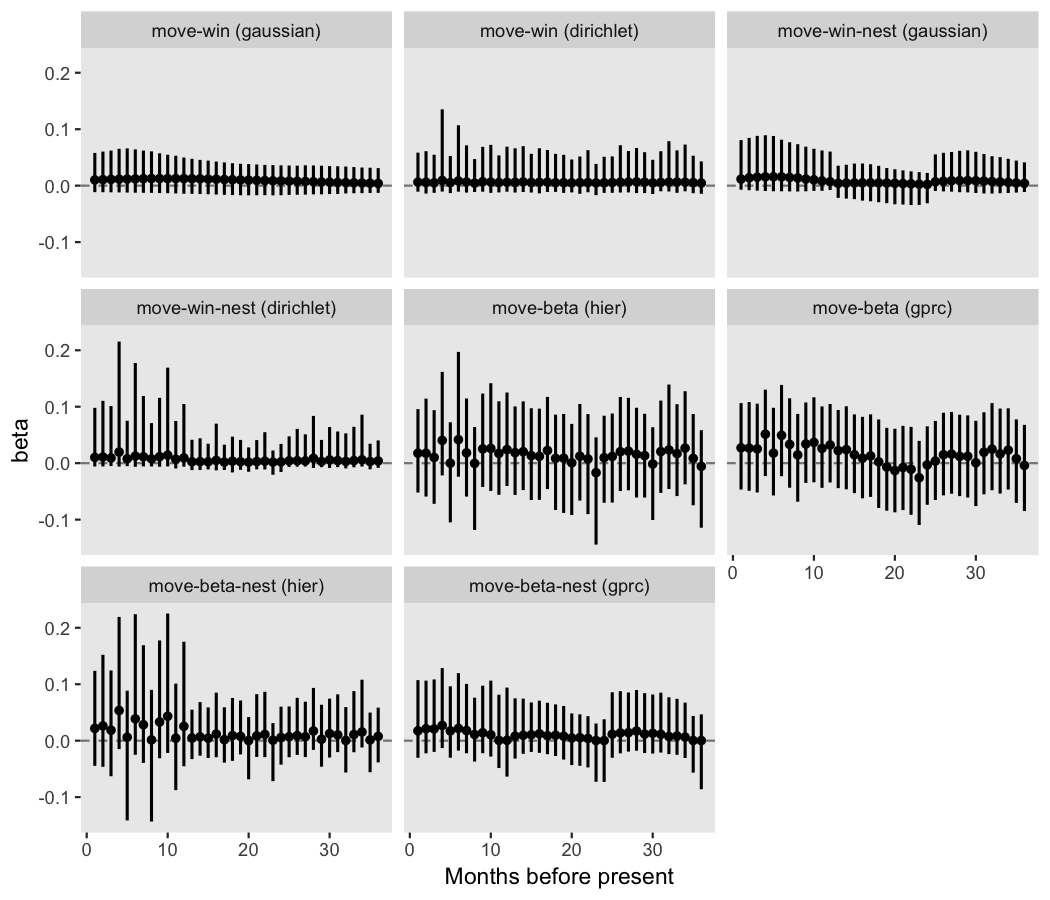 move-win (gaussian) move-win (dirichlet) move-win-nest (gaussian)
0.2
0.1
0.0
-0.1
move-win-nest (dirichlet) move-beta (hier) move-beta (gprc)
0.2
0.1
0.0
-0.1
beta
0 10 20 30
move-beta-nest (hier) move-beta-nest (gprc)
0.2
0.1
0.0
-0.1
0 10 20 30 0 10 20 30
Months before present